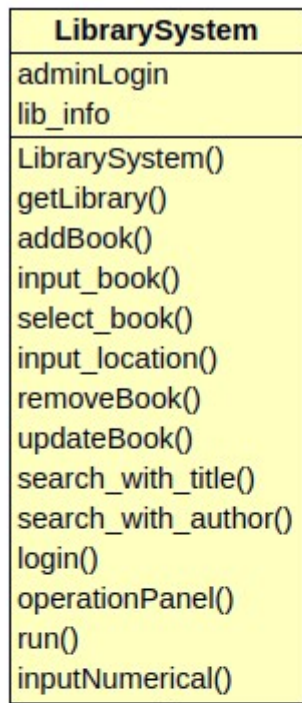 LibrarySystem
adminLogin
lib_info
LibrarySystem()
getLibrary()
addBook()
input_book()
select_book()
input_location()
removeBook()
updateBook()
search_with_title()
search_with_author()
login()
operationPanel()
run()
inputNumerical()